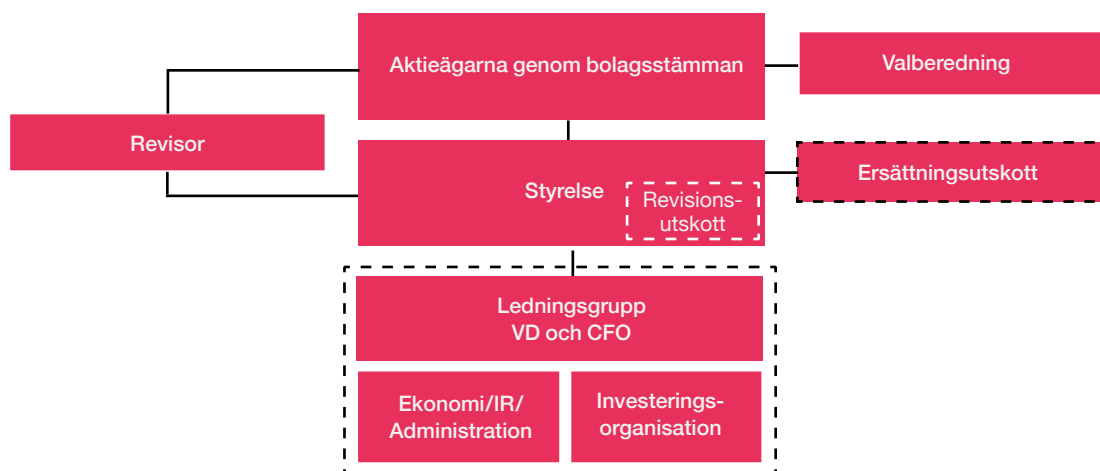 Aktieägarna genom bolagsstämman
Valberedning
Revisor
Styrelse
Revisions-
utskott
Ersättningsutskott
Ledningsgrupp
VD och CFO
Ekonomi/IR/
Administration
Investerings-
organisation